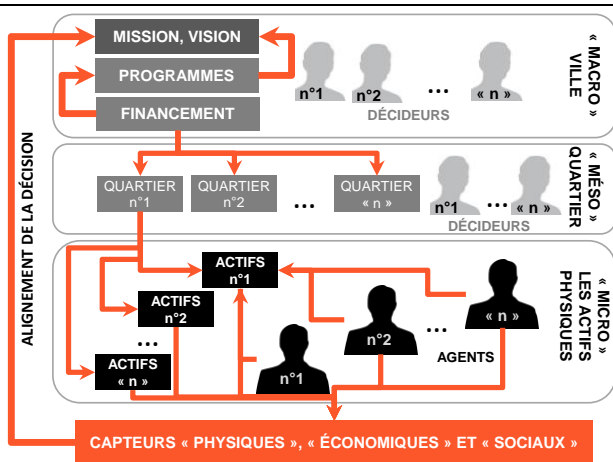 MISSION, VISION
PROGRAMMES
FINANCEMENT
n°1
n°2
...
« n »
DÉCIDEURS
« MACRO »
VILLE
QUARTIER
n°1
QUARTIER
n°2
...
QUARTIER
« n »
n°1
...
« n »
DÉCIDEURS
« MÉSO »
QUARTIER
ACTIFS
n°1
ACTIFS
n°2
...
ACTIFS
« n »
n°1
n°2
...
« n »
AGENTS
« MICRO »
LES ACTIFS
PHYSIQUES
ALIGNEMENT DE LA DÉCISION
CAPTEURS « PHYSIQUES », « ÉCONOMIQUES » ET « SOCIAUX »